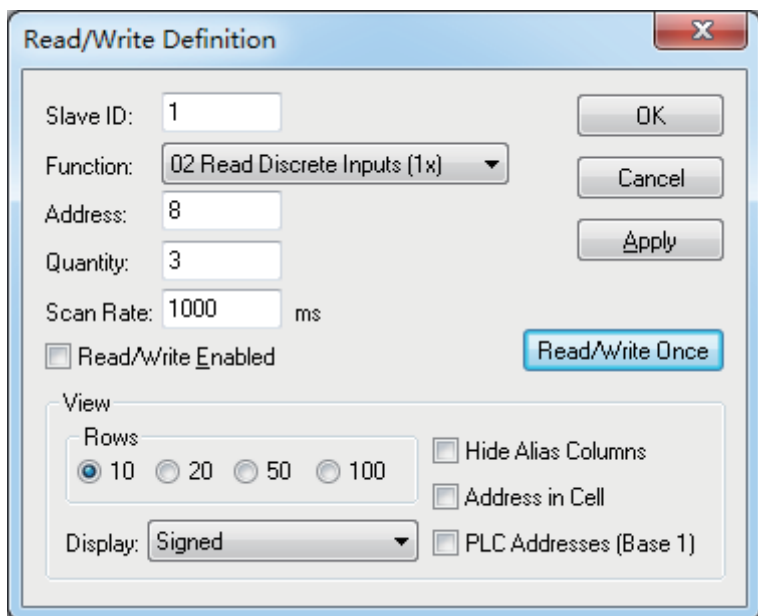 Read/Write Definition
Slave ID: 1
OK
Function: 02 Read Discrete Inputs (1x)
Cancel
Address: 8
Apply
Quantity: 3
Scan Rate: 1000 ms
Read/Write Enabled
Read/Write Once
View
Rows
10 20 50 100
Hide Alias Columns
Address in Cell
Display: Signed
PLC Addresses (Base 1)